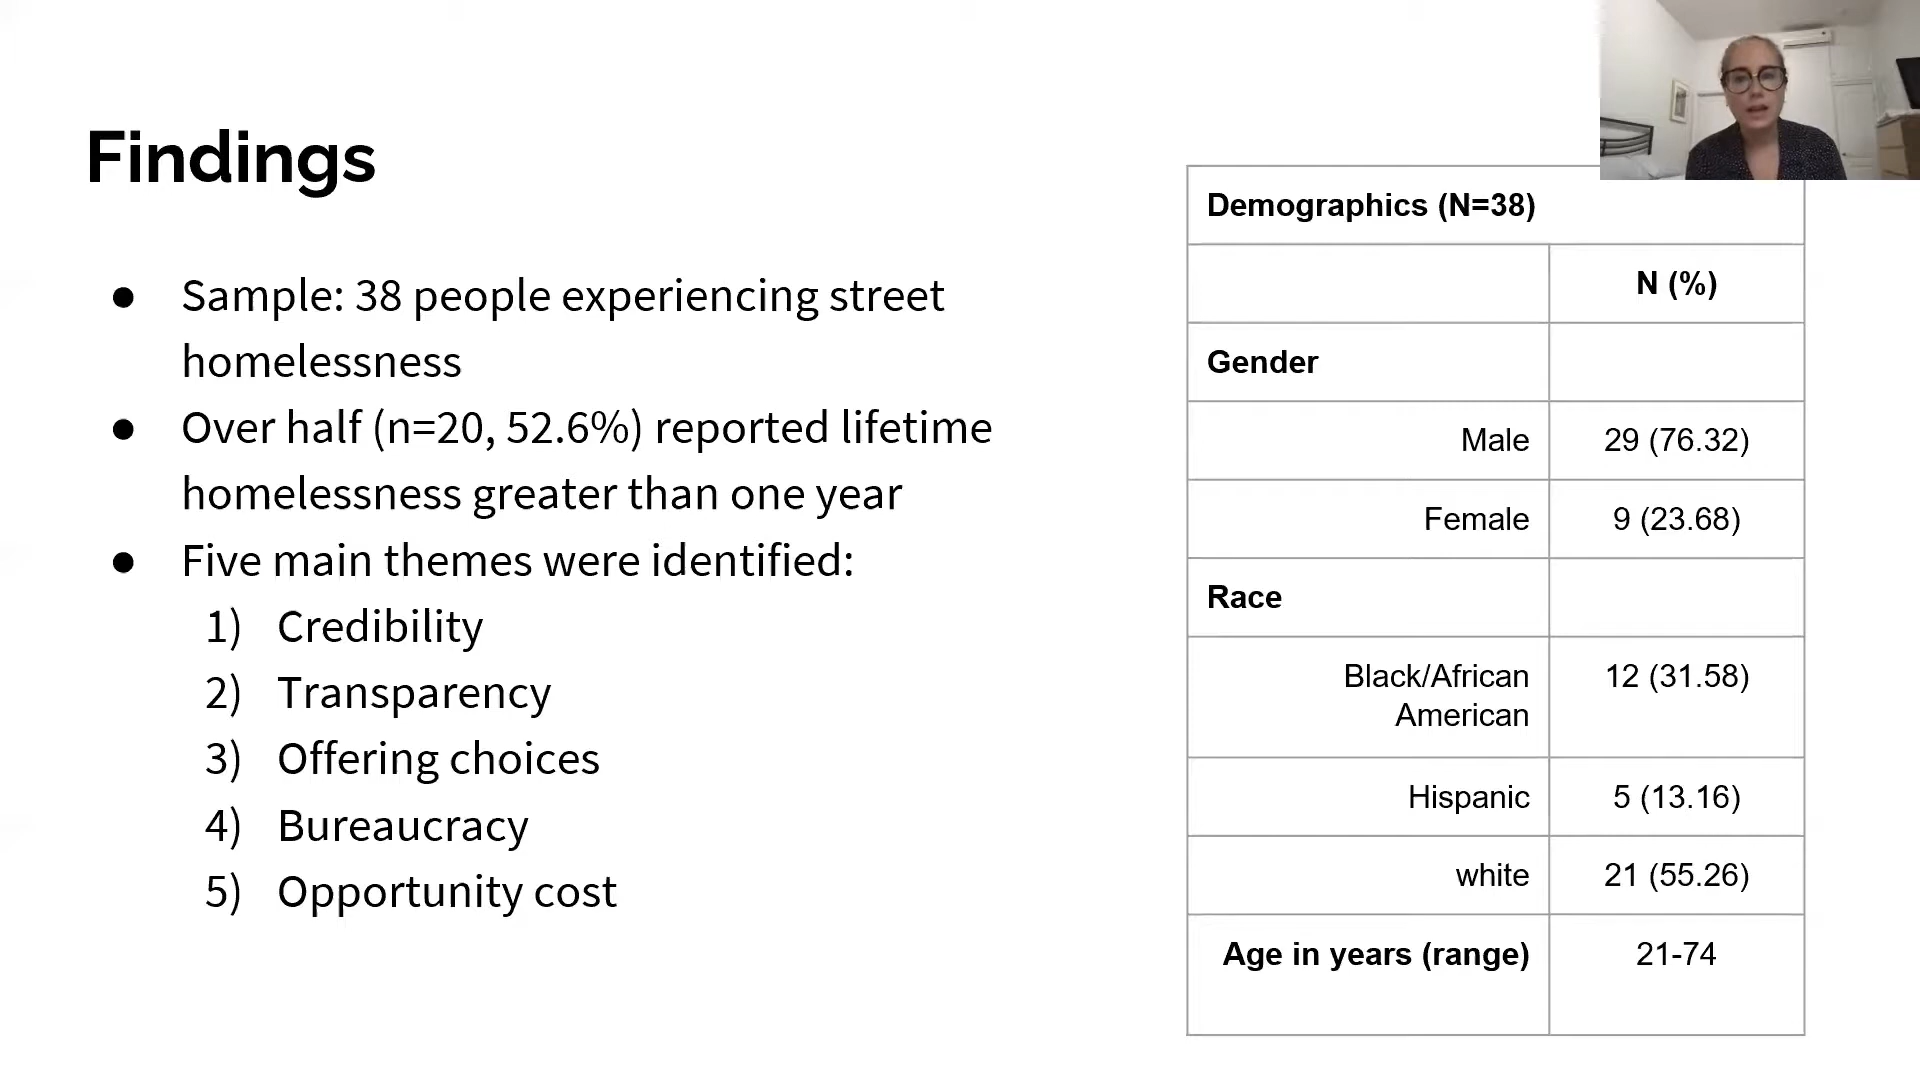 Findings
● Sample: 38 people experiencing street
homelessness
● Over half (n=20, 52.6%) reported lifetime
homelessness greater than one year
● Five main themes were identified:
1) Credibility
2) Transparency
3) Offering choices
4) Bureaucracy
5) Opportunity cost
Demographics (N=38)
N (%)
Gender
Male 29 (76.32)
Female 9 (23.68)
Race
Black/African 12 (31.58)
American
Hispanic 5 (13.16)
white 21 (55.26)
Age in years (range) 21-74